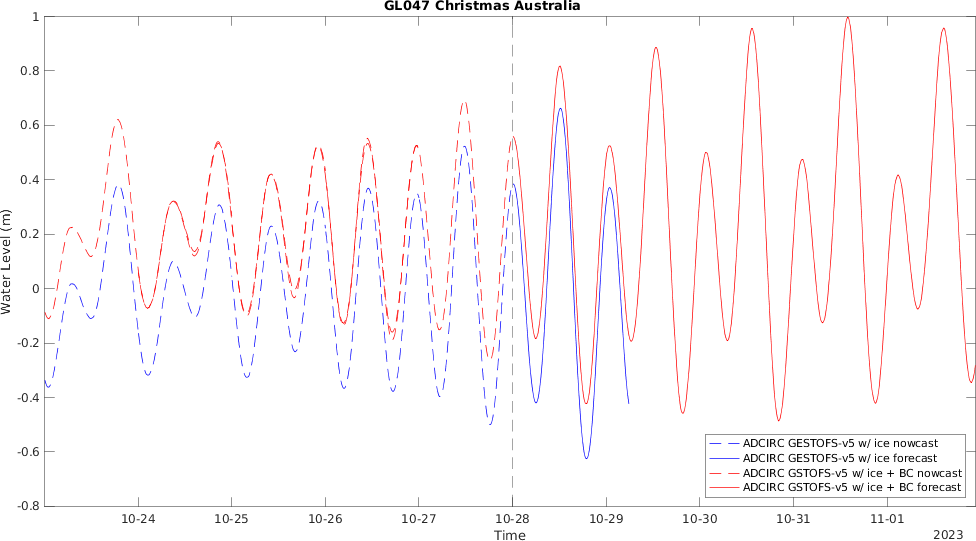 GL047 Christmas Australia
Water Level (m)
1
0.8
0.6
0.4
0.2
0
-0.2
-0.4
-0.6
-0.8
ADCIRC GESTOFS-v5 w/ ice nowcast
ADCIRC GESTOFS-v5 w/ ice forecast
ADCIRC GSTOFS-v5 w/ ice + BC nowcast
ADCIRC GSTOFS-v5 w/ ice + BC forecast
10-24 10-25 10-26 10-27 10-28 10-29 10-30 10-31 11-01
Time
2023